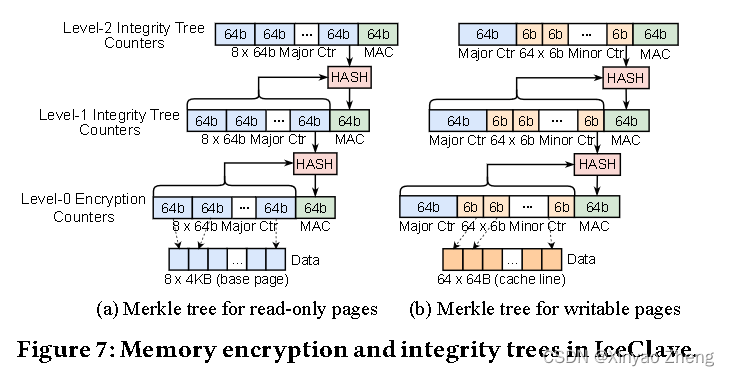 Level-2 Integrity Tree
Counters
64b 64b ... 64b 64b
8 x 64b Major Ctr MAC
HASH
Level-1 Integrity Tree
Counters
64b 64b ... 64b 64b
8 x 64b Major Ctr MAC
HASH
Level-0 Encryption
Counters
64b 64b ... 64b 64b
8 x 64b Major Ctr MAC
... Data
8 x 4KB (base page)
(a) Merkle tree for read-only pages
64b 6b 6b ... 6b 64b
Major Ctr 64 x 6b Minor Ctr MAC
HASH
64b 6b 6b ... 6b 64b
Major Ctr 64 x 6b Minor Ctr MAC
HASH
64b 6b 6b ... 6b 64b
Major Ctr 64 x 6b Minor Ctr MAC
... Data
64 x 64B (cache line)
(b) Merkle tree for writable pages
Figure 7: Memory encryption and integrity trees in IceClave.
CSDN @Xinyao Zheng